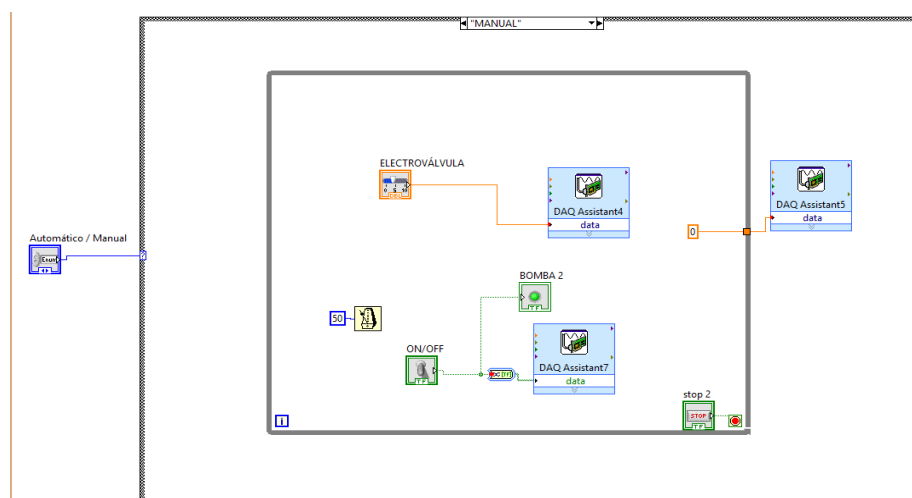 "MANUAL"
ELECTROVÁLVULA
DAQ Assistant4
data
DAQ Assistant5
data
0
Automático / Manual
Enum
BOMBA 2
TF
50
DAQ Assistant7
data
ON/OFF
TF
stop 2
STOP
TF
i